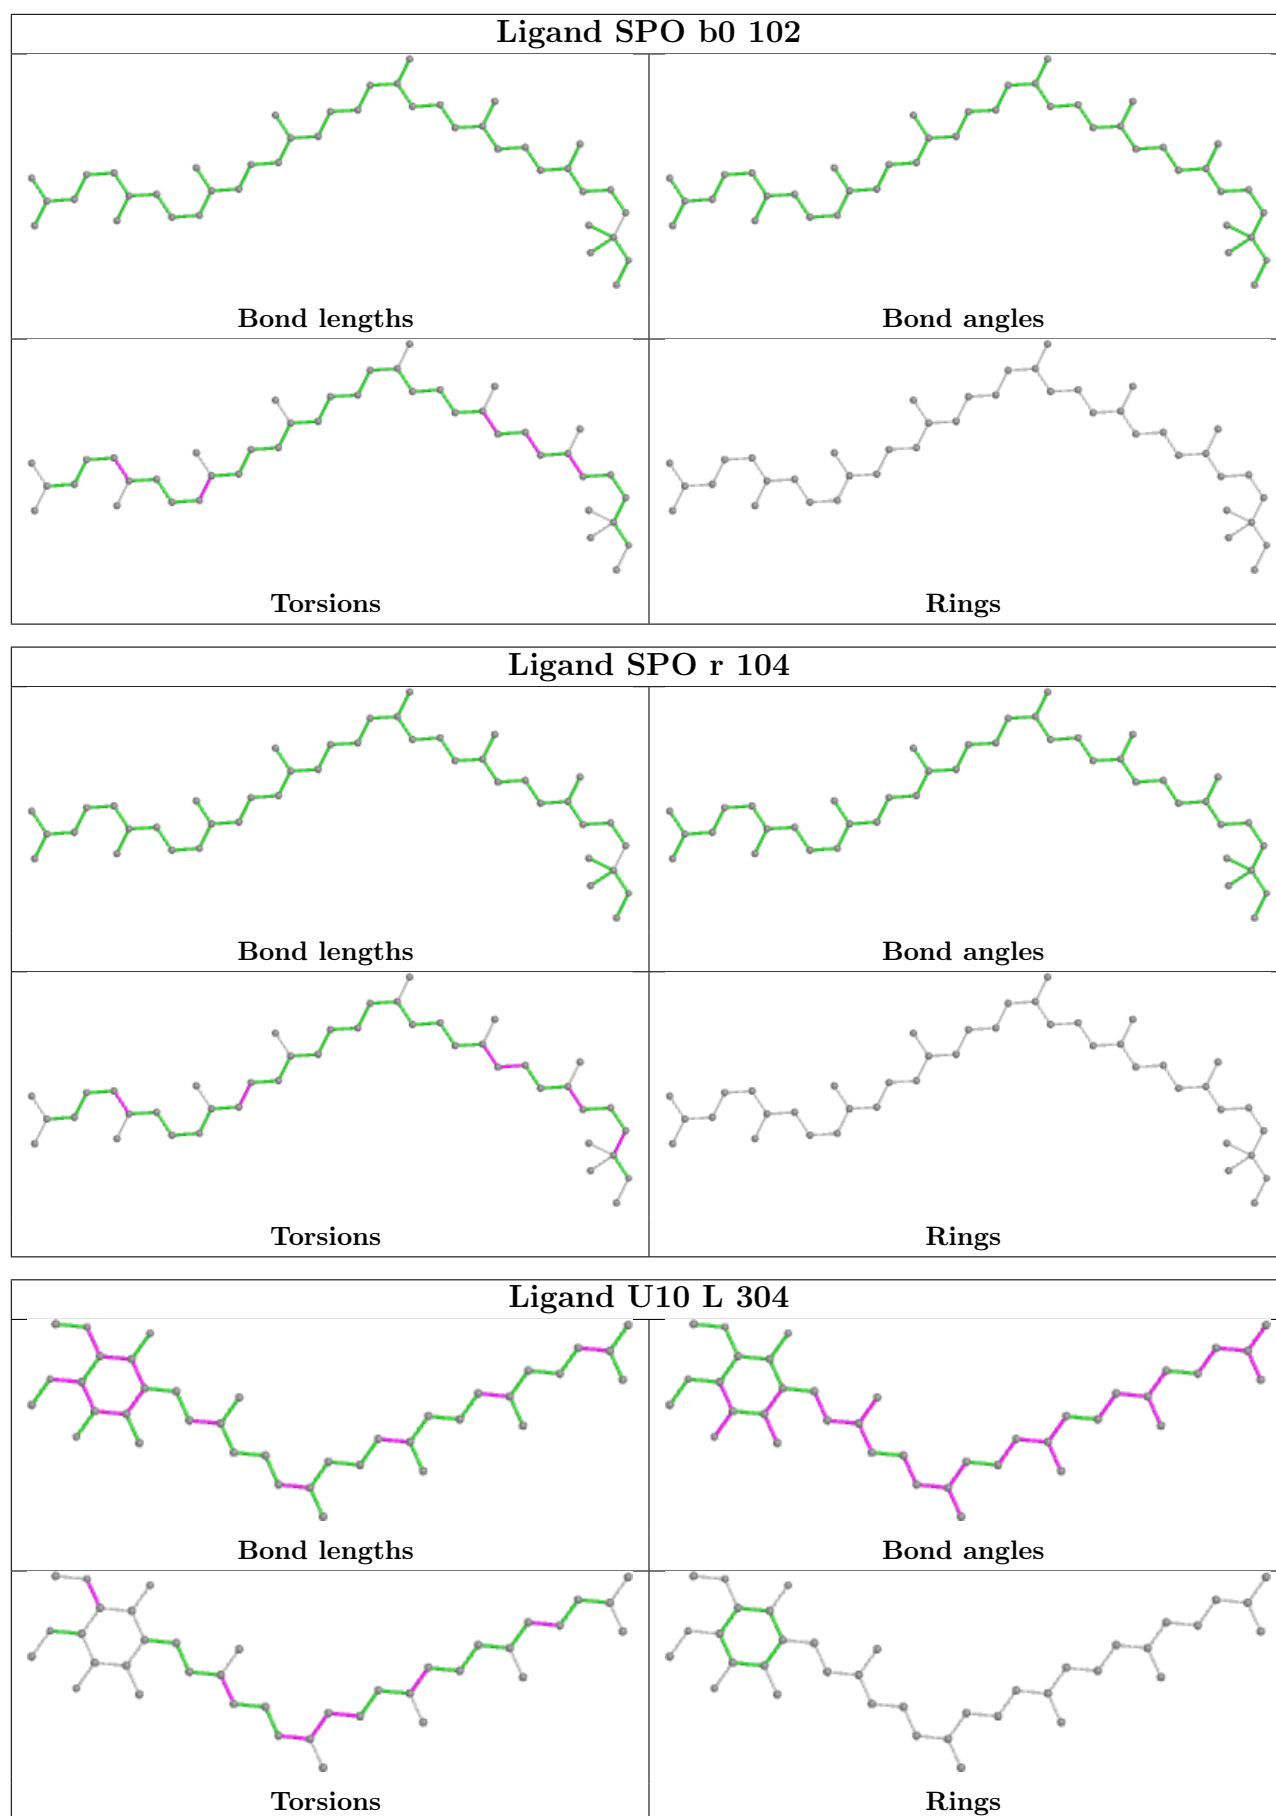 Ligand SPO b0 102
Bond lengths
Bond angles
Torsions
Rings
Ligand SPO r 104
Bond lengths
Bond angles
Torsions
Rings
Ligand U10 L 304
Bond lengths
Bond angles
Torsions
Rings